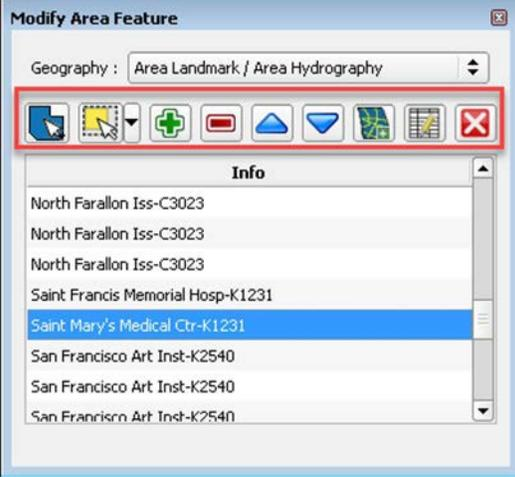 Modify Area Feature
Geography : Area Landmark / Area Hydrography
Info
North Farallon Iss-C3023
North Farallon Iss-C3023
North Farallon Iss-C3023
Saint Francis Memorial Hosp-K1231
Saint Mary's Medical Ctr-K1231
San Francisco Art Inst-K2540
San Francisco Art Inst-K2540
San Francisco Art Inst-K2540